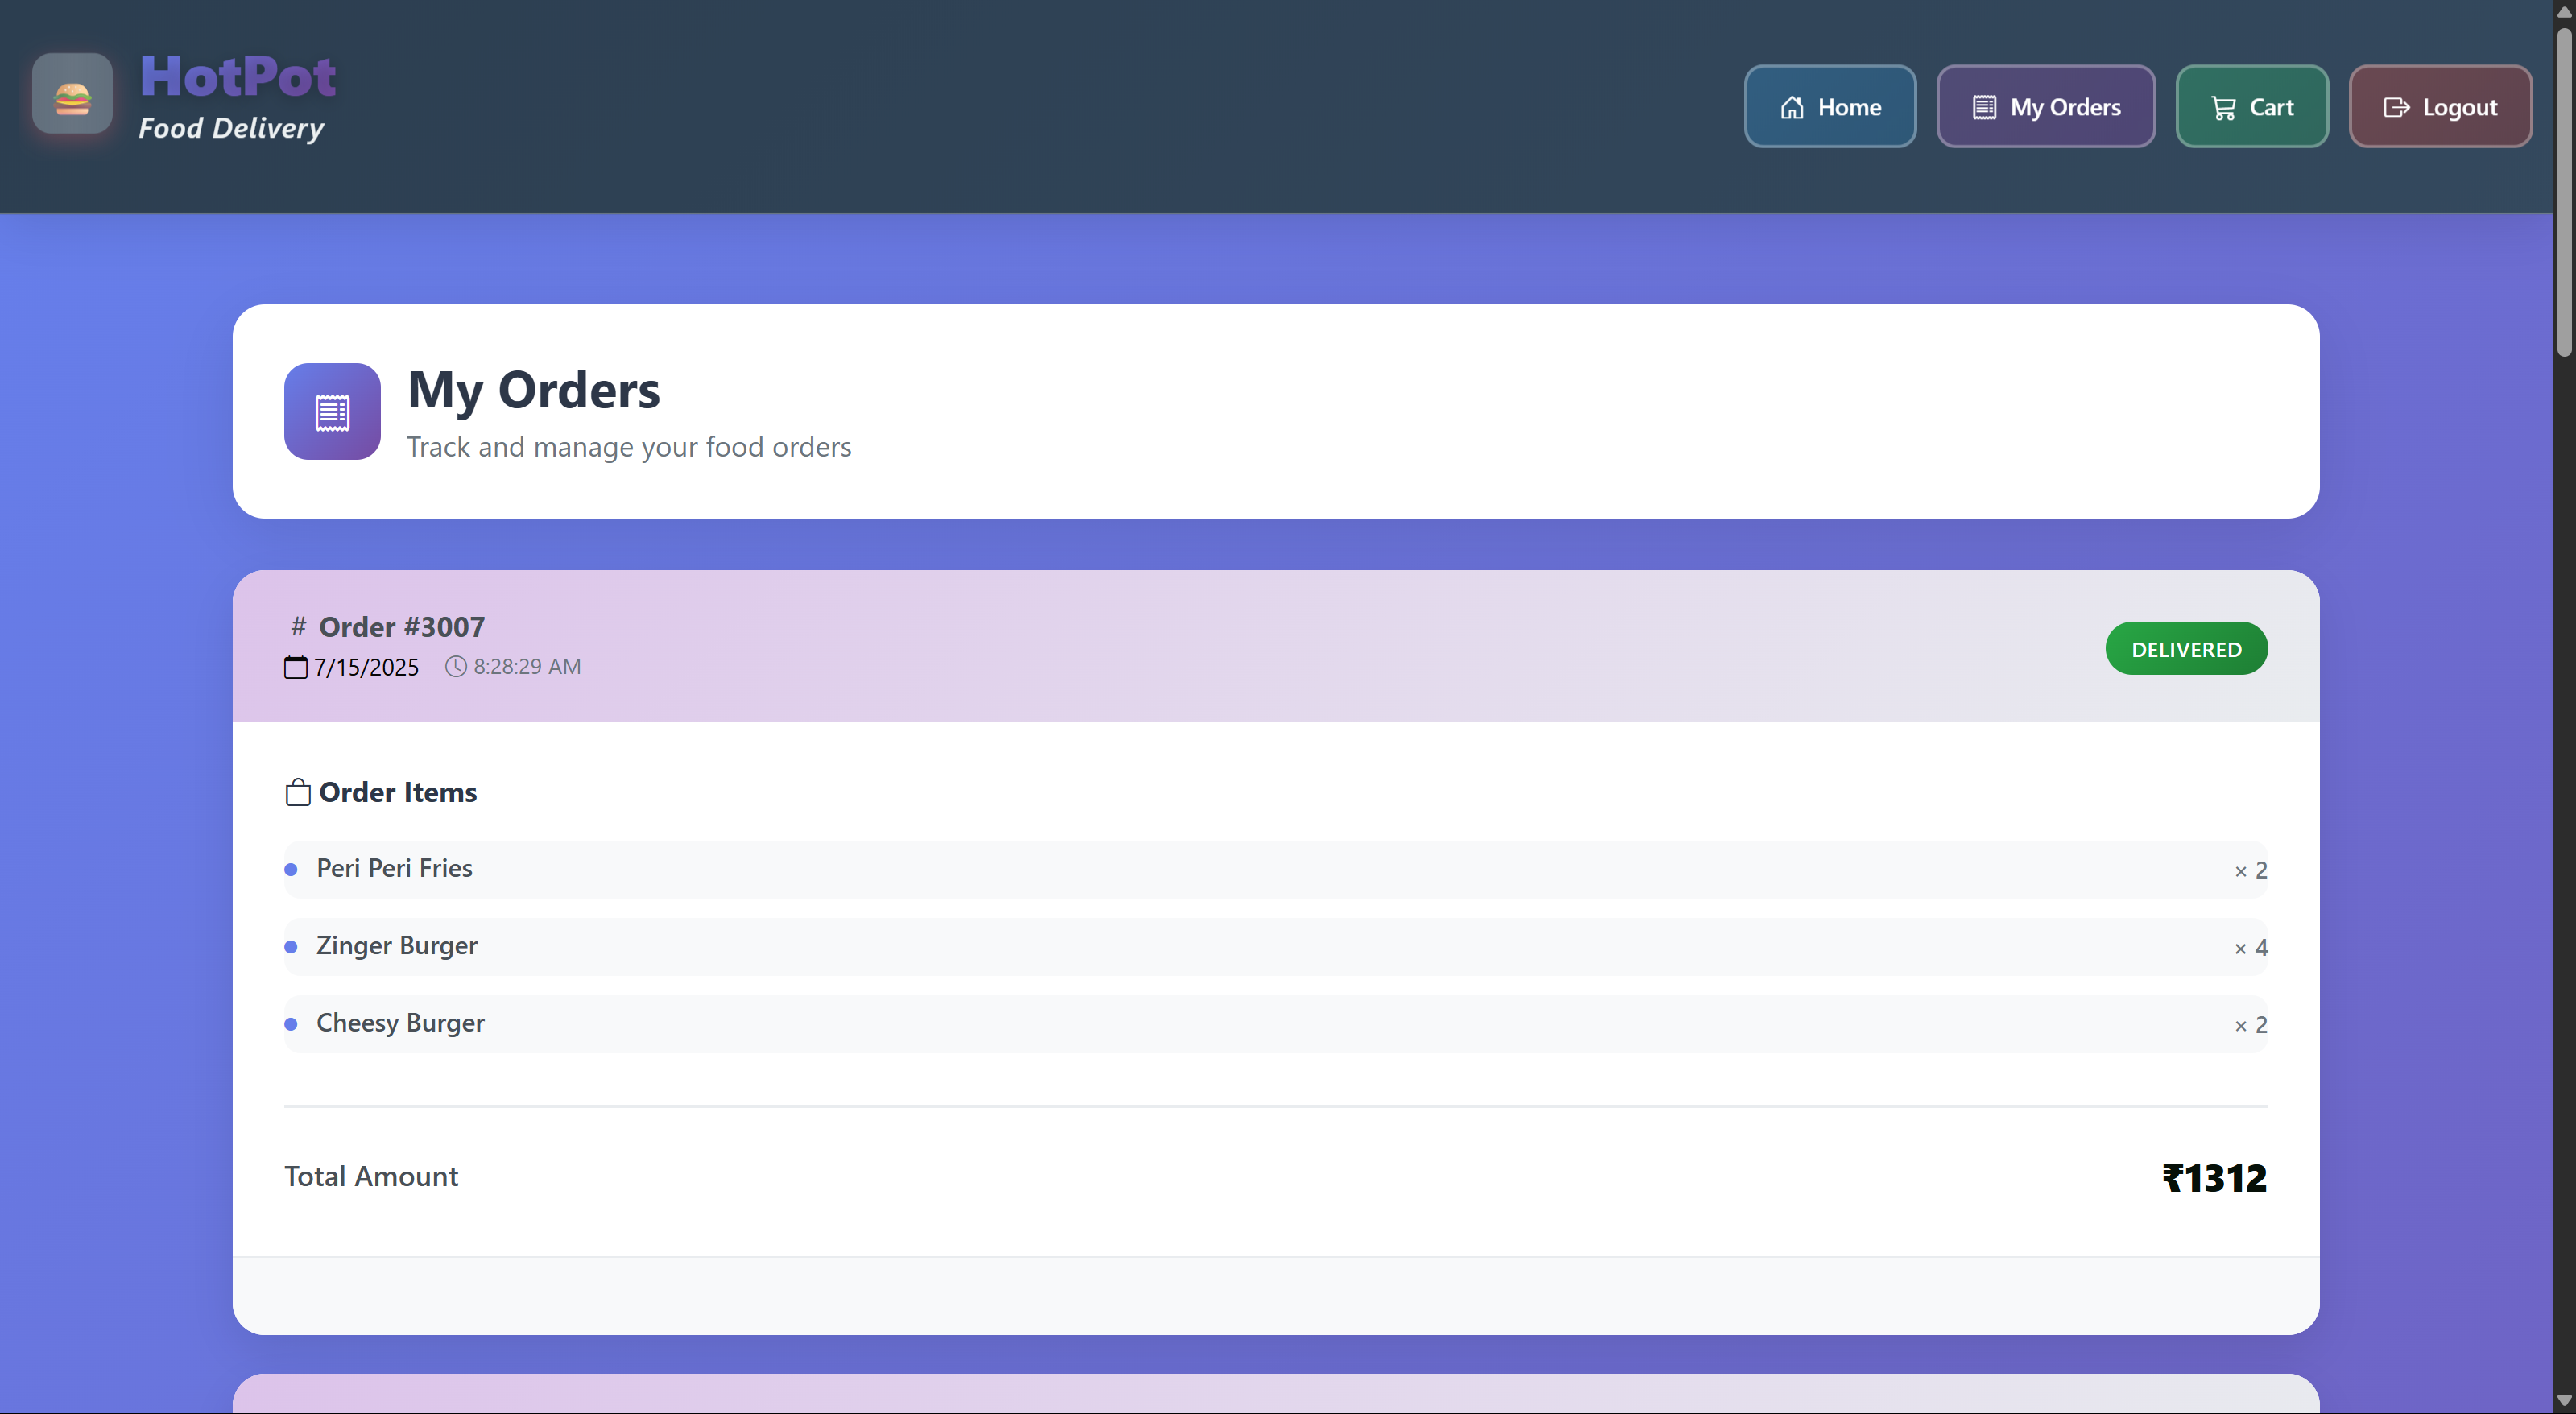 HotPot
Food Delivery
Home
My Orders
Cart
Logout
My Orders
Track and manage your food orders
# Order #3007
7/15/2025 8:28:29 AM
DELIVERED
Order Items
Peri Peri Fries × 2
Zinger Burger × 4
Cheesy Burger × 2
Total Amount ₹1312